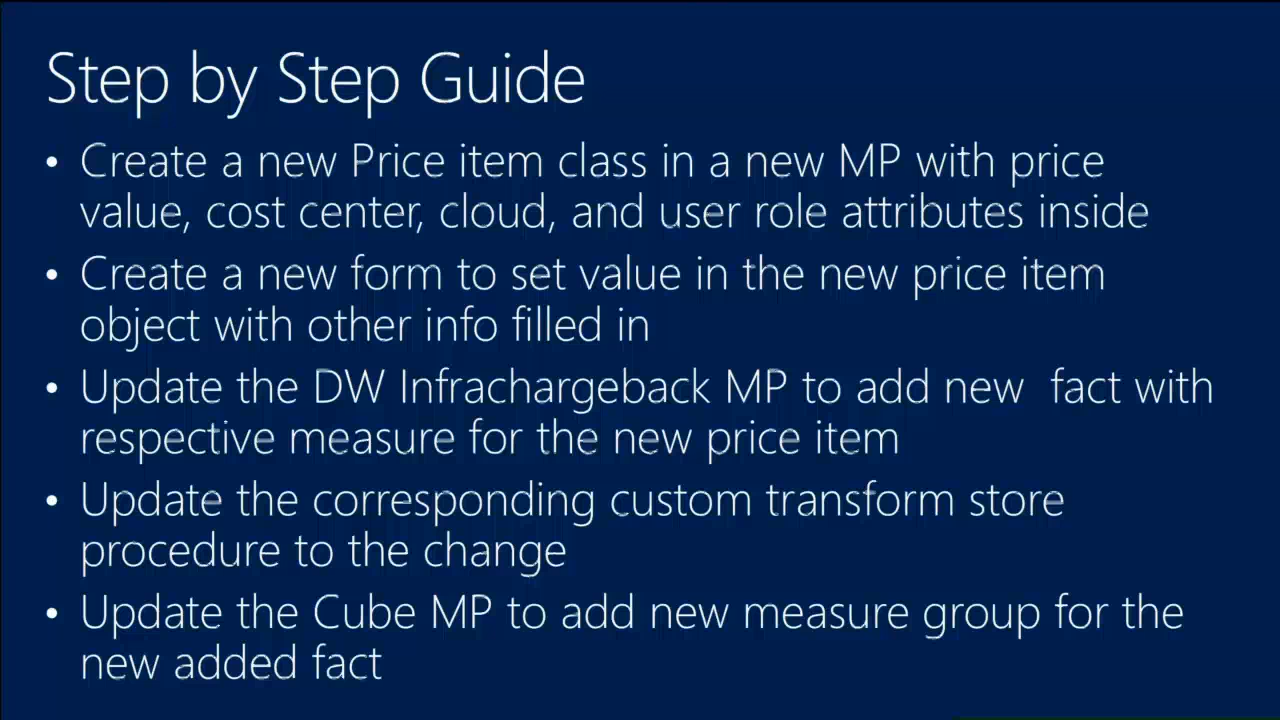 Step by Step Guide
• Create a new Price item class in a new MP with price
value, cost center, cloud, and user role attributes inside
• Create a new form to set value in the new price item
object with other info filled in
• Update the DW Infrachargeback MP to add new  fact with
respective measure for the new price item
• Update the corresponding custom transform store
procedure to the change
• Update the Cube MP to add new measure group for the
new added fact